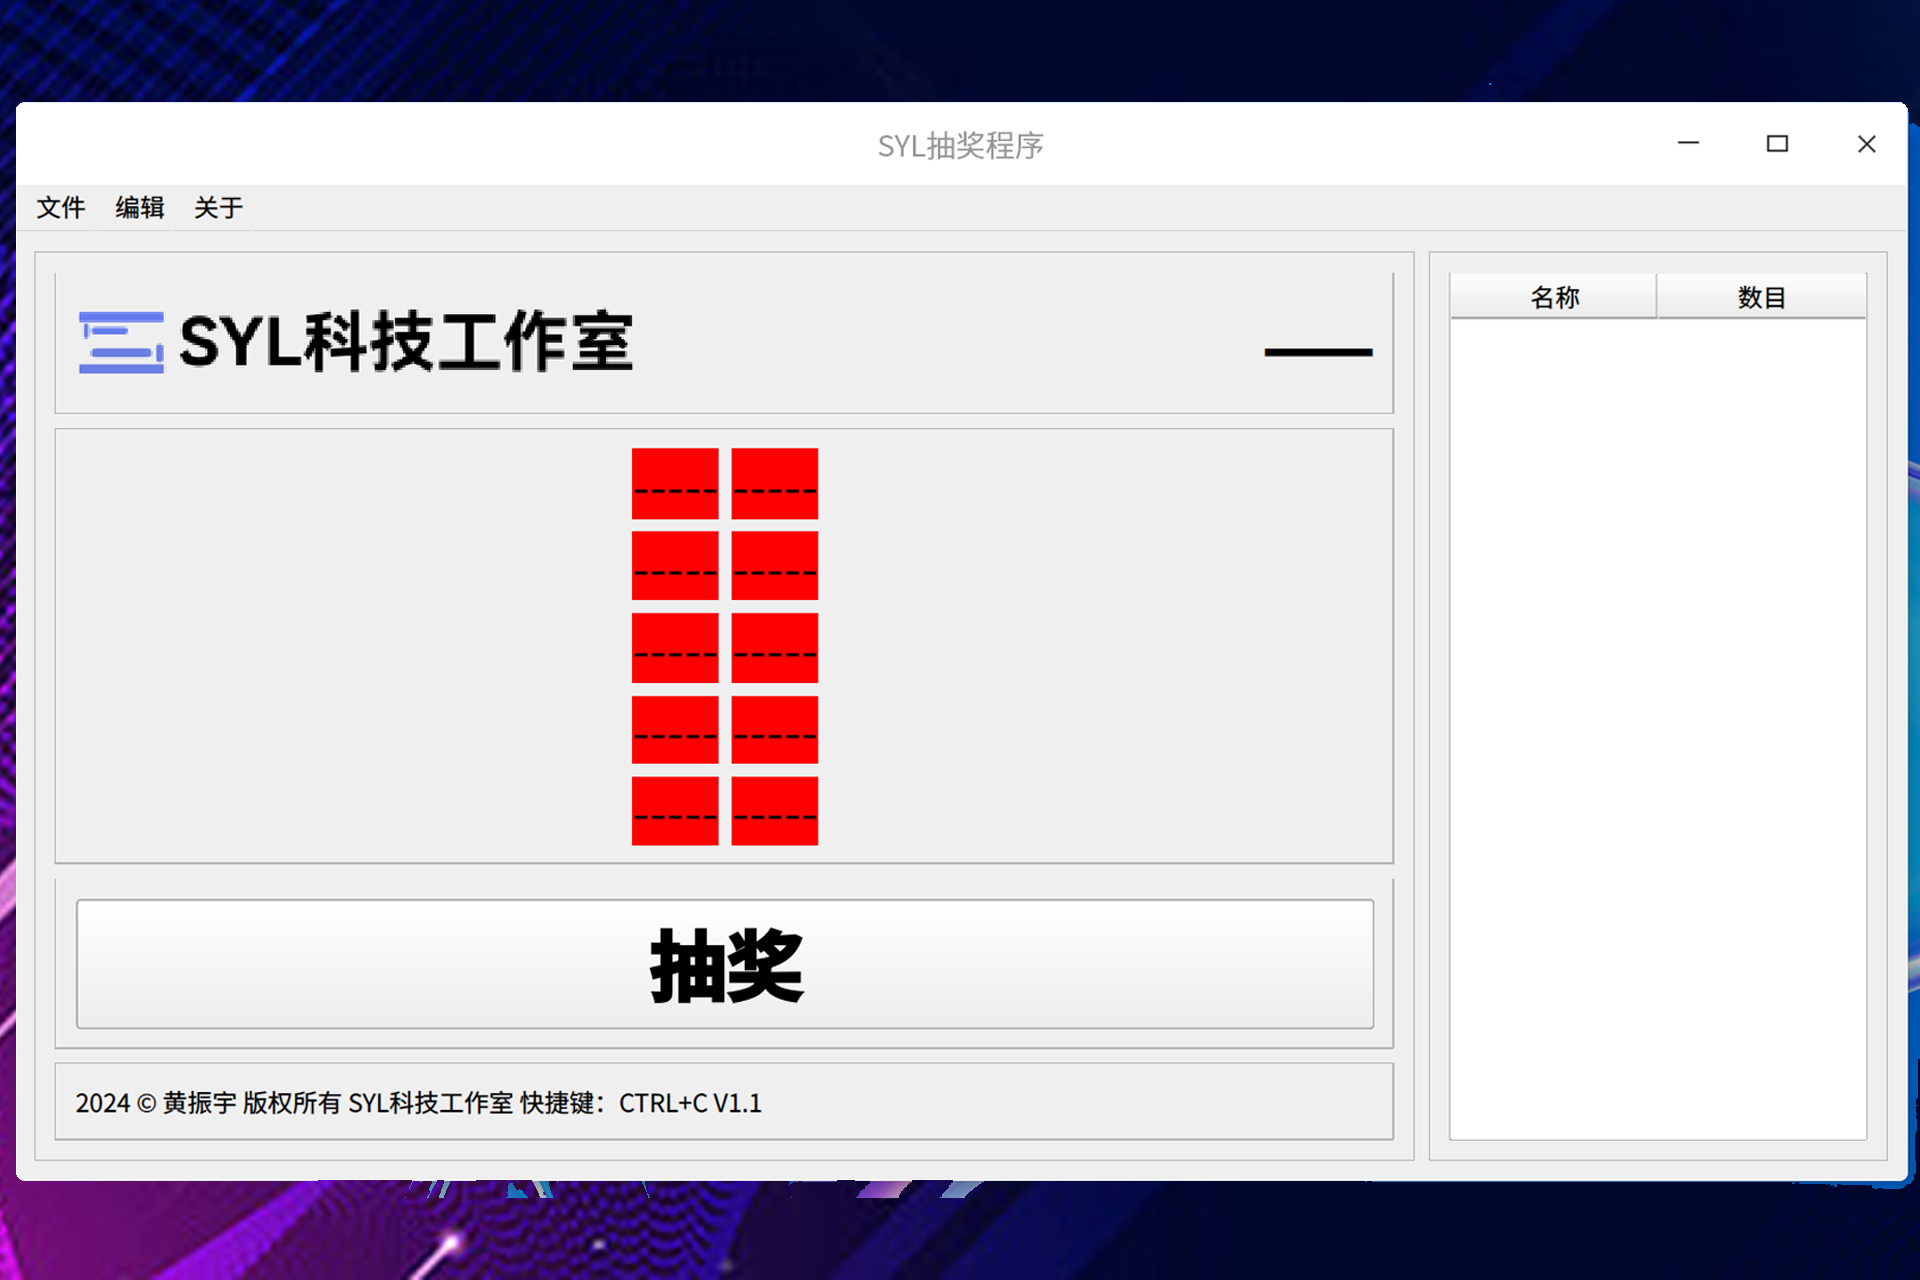 SYL抽奖程序
文件 编辑 关于
SYL科技工作室
名称 数目
----- -----
----- -----
----- -----
----- -----
----- -----
抽奖
2024 © 黄振宇 版权所有 SYL科技工作室 快捷键：CTRL+C V1.1